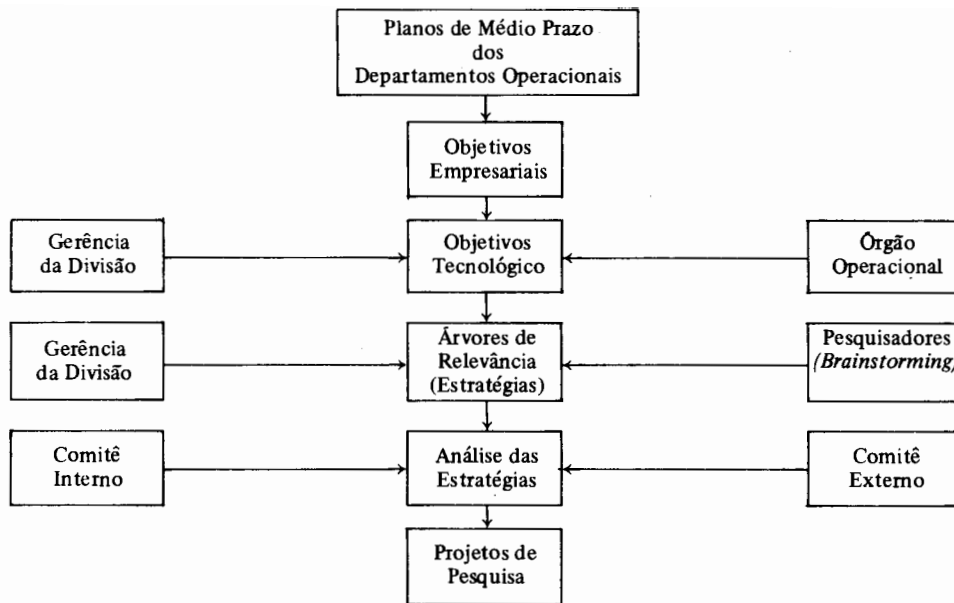 Planos de Médio Prazo
dos
Departamentos Operacionais
Objetivos
Empresariais
Gerência
da Divisão
Objetivos
Tecnológico
Órgão
Operacional
Gerência
da Divisão
Árvores de
Relevância
(Estratégias)
Pesquisadores
(Brainstorming)
Comitê
Interno
Análise das
Estratégias
Comitê
Externo
Projetos de
Pesquisa